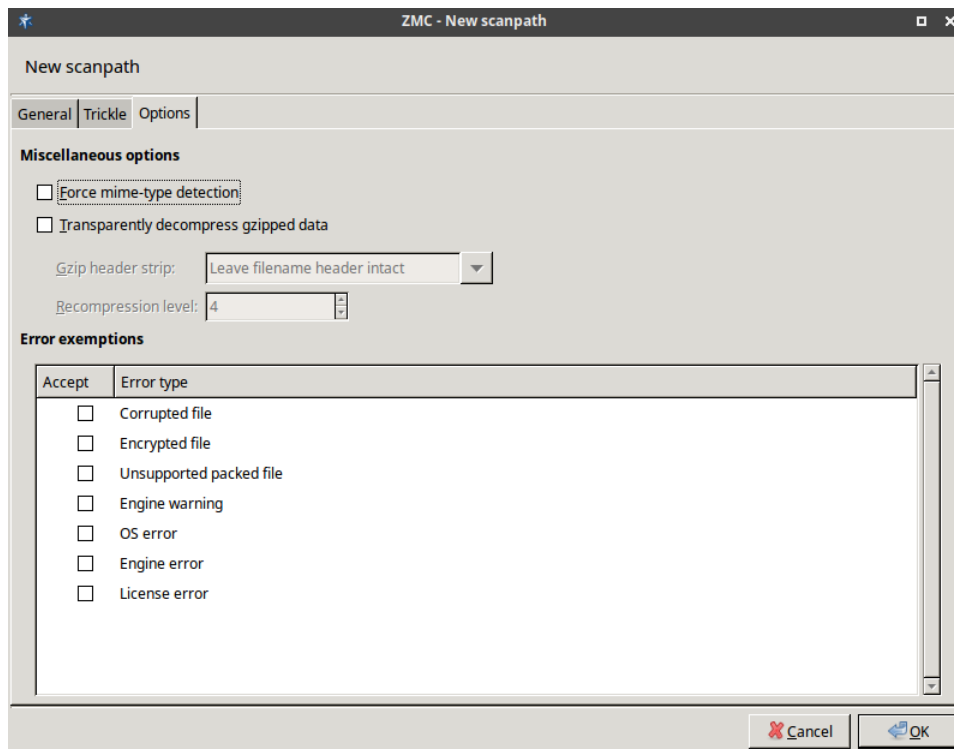 ZMC - New scanpath
New scanpath
General Trickle Options
Miscellaneous options
Force mime-type detection
Transparently decompress gzipped data
Gzip header strip: Leave filename header intact
Recompression level: 4
Error exemptions
Accept Error type
Corrupted file
Encrypted file
Unsupported packed file
Engine warning
OS error
Engine error
License error
Cancel OK